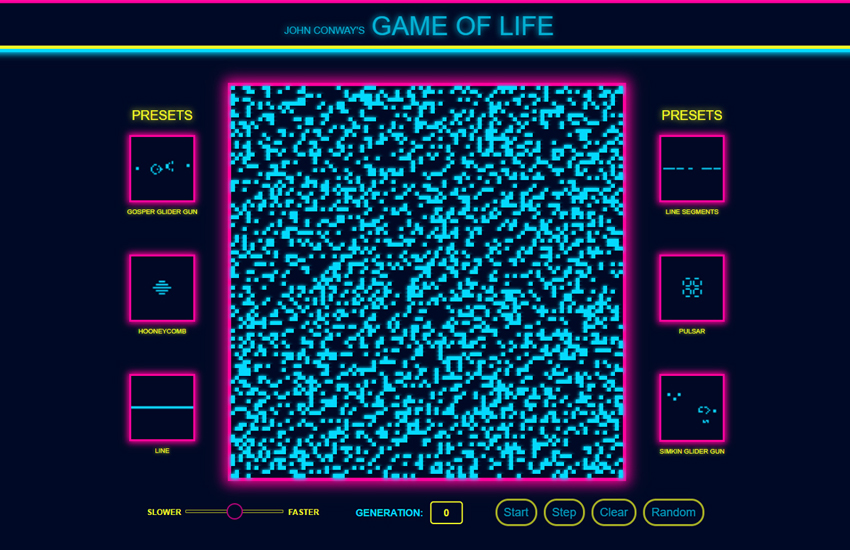 JOHN CONWAY'S GAME OF LIFE
PRESETS
GOSPER GLIDER GUN
HOONEYCOMB
LINE
PRESETS
LINE SEGMENTS
PULSAR
SIMKIN GLIDER GUN
SLOWER FASTER GENERATION: 0 Start Step Clear Random